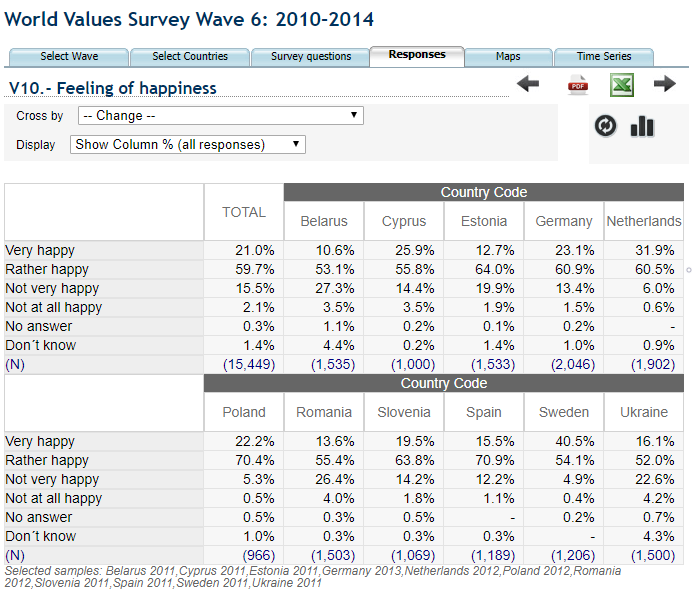 World Values Survey Wave 6: 2010-2014
Select Wave Select Countries Survey questions Responses Maps Time Series
V10.- Feeling of happiness PDF
Cross by -- Change --
Display Show Column % (all responses)
TOTAL Country Code
Belarus Cyprus Estonia Germany Netherlands
Very happy 21.0% 10.6% 25.9% 12.7% 23.1% 31.9%
Rather happy 59.7% 53.1% 55.8% 64.0% 60.9% 60.5%
Not very happy 15.5% 27.3% 14.4% 19.9% 13.4% 6.0%
Not at all happy 2.1% 3.5% 3.5% 1.9% 1.5% 0.6%
No answer 0.3% 1.1% 0.2% 0.1% 0.2% -
Don´t know 1.4% 4.4% 0.2% 1.4% 1.0% 0.9%
(N) (15,449) (1,535) (1,000) (1,533) (2,046) (1,902)
Country Code
Poland Romania Slovenia Spain Sweden Ukraine
Very happy 22.2% 13.6% 19.5% 15.5% 40.5% 16.1%
Rather happy 70.4% 55.4% 63.8% 70.9% 54.1% 52.0%
Not very happy 5.3% 26.4% 14.2% 12.2% 4.9% 22.6%
Not at all happy 0.5% 4.0% 1.8% 1.1% 0.4% 4.2%
No answer 0.5% 0.3% 0.5% - 0.2% 0.7%
Don´t know 1.0% 0.3% 0.3% 0.3% - 4.3%
(N) (966) (1,503) (1,069) (1,189) (1,206) (1,500)
Selected samples: Belarus 2011,Cyprus 2011,Estonia 2011,Germany 2013,Netherlands 2012,Poland 2012,Romania
2012,Slovenia 2011,Spain 2011,Sweden 2011,Ukraine 2011